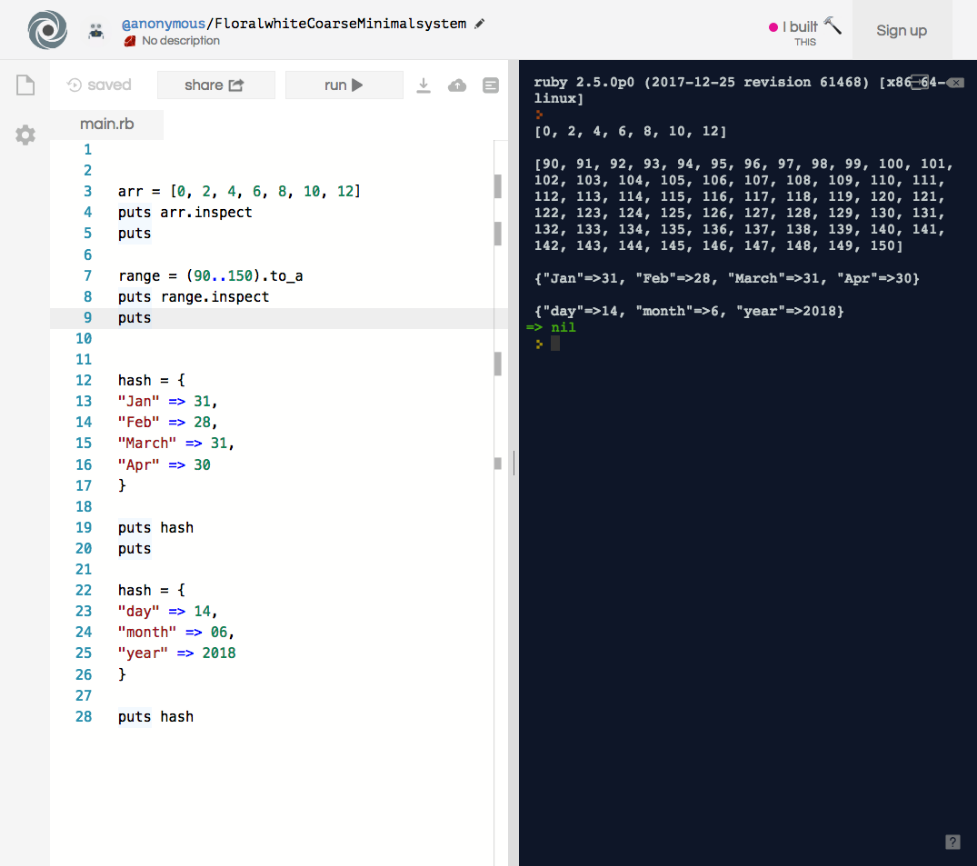 @anonymous/FloralwhiteCoarseMinimalsystem
No description
I built
THIS
Sign up
saved
share
run
main.rb
1
2
3 arr = [0, 2, 4, 6, 8, 10, 12]
4 puts arr.inspect
5 puts
6
7 range = (90..150).to_a
8 puts range.inspect
9 puts
10
11
12 hash = {
13 "Jan" => 31,
14 "Feb" => 28,
15 "March" => 31,
16 "Apr" => 30
17 }
18
19 puts hash
20 puts
21
22 hash = {
23 "day" => 14,
24 "month" => 06,
25 "year" => 2018
26 }
27
28 puts hash
ruby 2.5.0p0 (2017-12-25 revision 61468) [x86_64-
linux]
[0, 2, 4, 6, 8, 10, 12]
[90, 91, 92, 93, 94, 95, 96, 97, 98, 99, 100, 101,
102, 103, 104, 105, 106, 107, 108, 109, 110, 111,
112, 113, 114, 115, 116, 117, 118, 119, 120, 121,
122, 123, 124, 125, 126, 127, 128, 129, 130, 131,
132, 133, 134, 135, 136, 137, 138, 139, 140, 141,
142, 143, 144, 145, 146, 147, 148, 149, 150]
{"Jan"=>31, "Feb"=>28, "March"=>31, "Apr"=>30}
{"day"=>14, "month"=>6, "year"=>2018}
=> nil
?